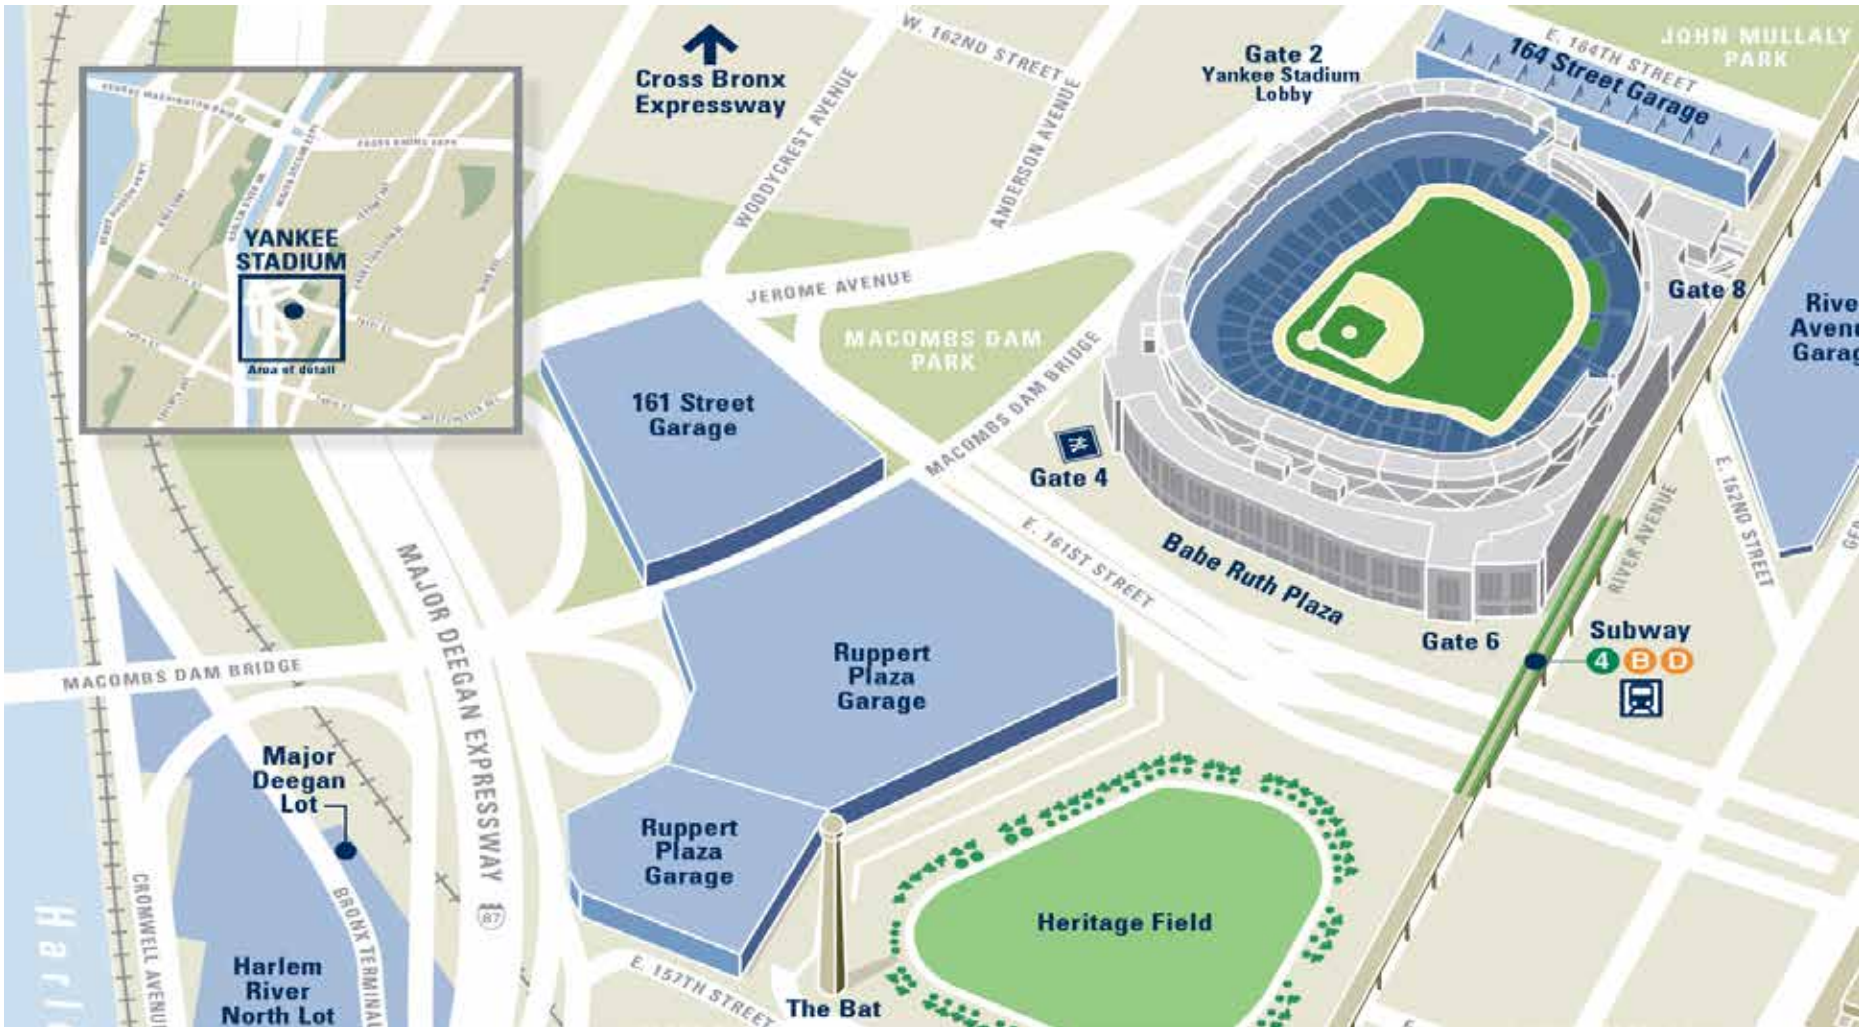 Cross Bronx
Expressway
W. 162ND STREET
WOODYCREST AVENUE
ANDERSON AVENUE
Gate 2
Yankee Stadium
Lobby
E. 164TH STREET
164 Street Garage
JOHN MULLALY
PARK
YANKEE
STADIUM
Area of detail
JEROME AVENUE
MACOMBS DAM
PARK
MACOMBS DAM BRIDGE
Gate 8
161 Street
Garage
Gate 4
E. 161ST STREET
Babe Ruth Plaza
RIVER AVENUE
E. 162ND STREET
Gate 6
Subway
4 B D
MAJOR DEEGAN EXPRESSWAY
87
MACOMBS DAM BRIDGE
Ruppert
Plaza
Garage
Major
Deegan
Lot
Ruppert
Plaza
Garage
Heritage Field
CROMWELL AVENUE
BRONX TERMINAL
Harlem
River
North Lot
E. 157TH STREET
The Bat